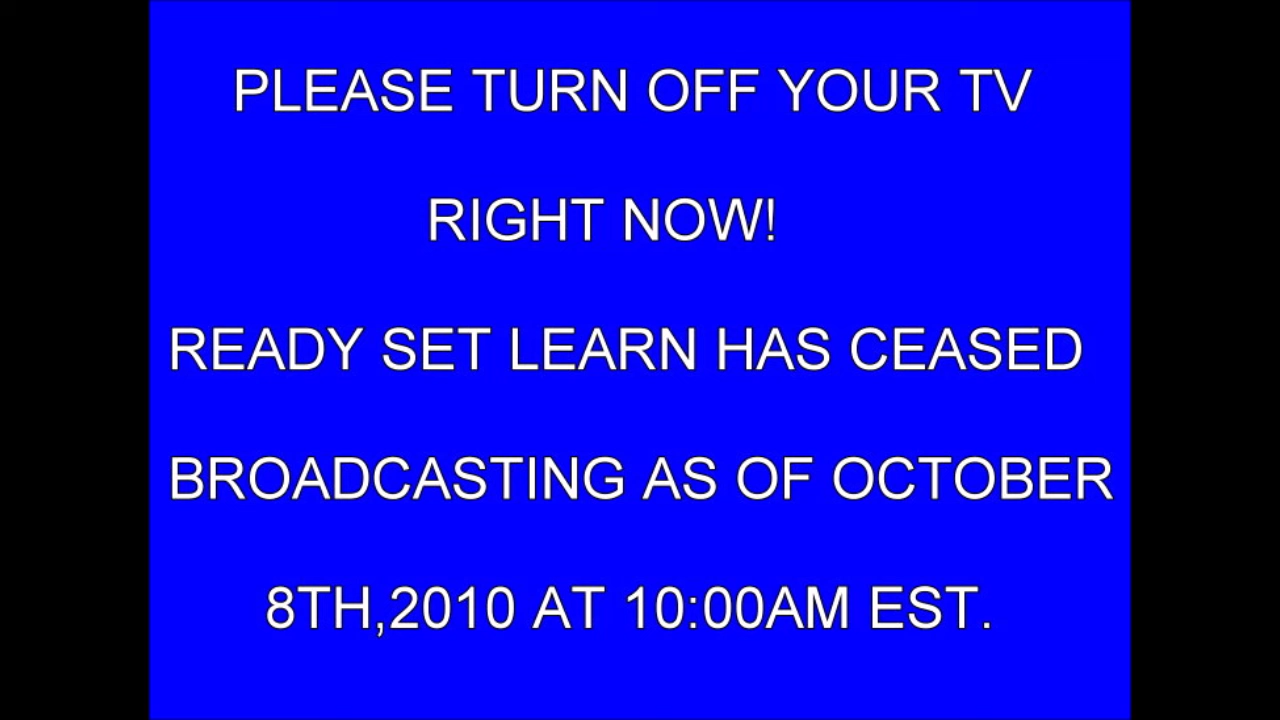 PLEASE TURN OFF YOUR TV
RIGHT NOW!
READY SET LEARN HAS CEASED
BROADCASTING AS OF OCTOBER
8TH,2010 AT 10:00AM EST.